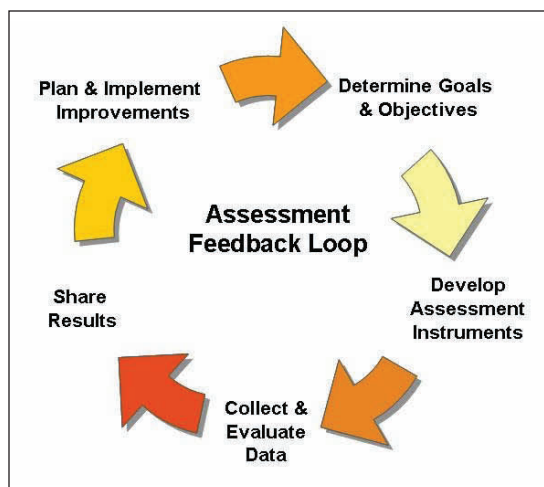 Assessment
Feedback Loop
Determine Goals
& Objectives
Develop
Assessment
Instruments
Collect &
Evaluate
Data
Share
Results
Plan & Implement
Improvements